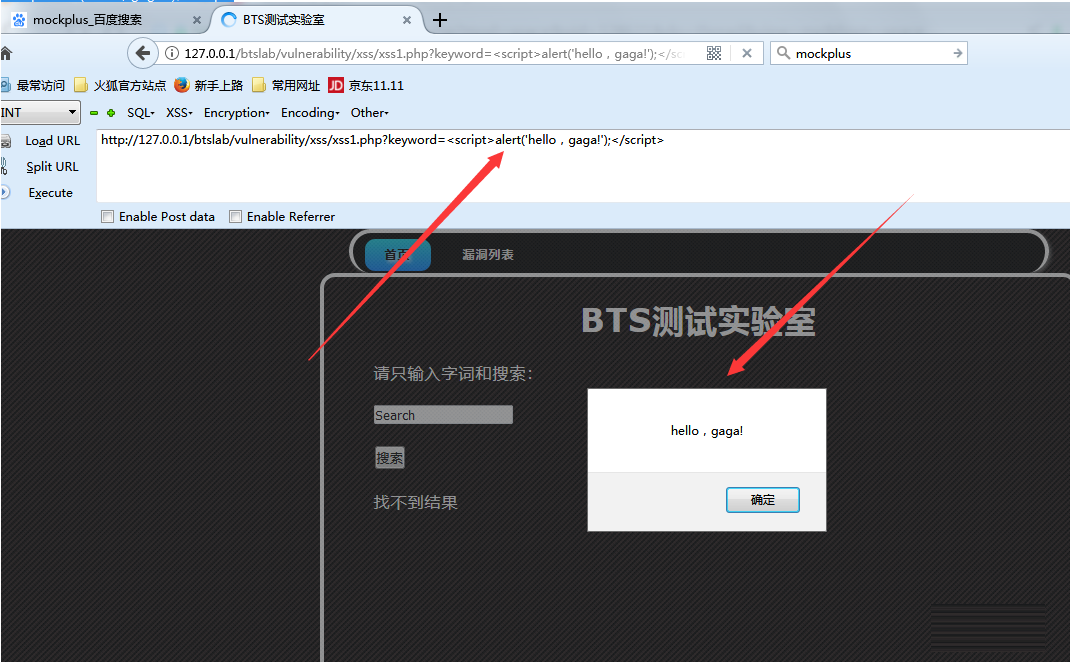 mockplus_百度搜索
BTS测试实验室
127.0.0.1/btslab/vulnerability/xss/xss1.php?keyword=<script>alert('hello，gaga!');</sc
mockplus
最常访问 火狐官方站点 新手上路 常用网址 JD 京东11.11
INT SQL XSS Encryption Encoding Other
Load URL http://127.0.0.1/btslab/vulnerability/xss/xss1.php?keyword=<script>alert('hello，gaga!');</script>
Split URL
Execute
Enable Post data Enable Referrer
首页 漏洞列表
BTS测试实验室
请只输入字词和搜索:
Search
搜索
找不到结果
hello，gaga!
确定